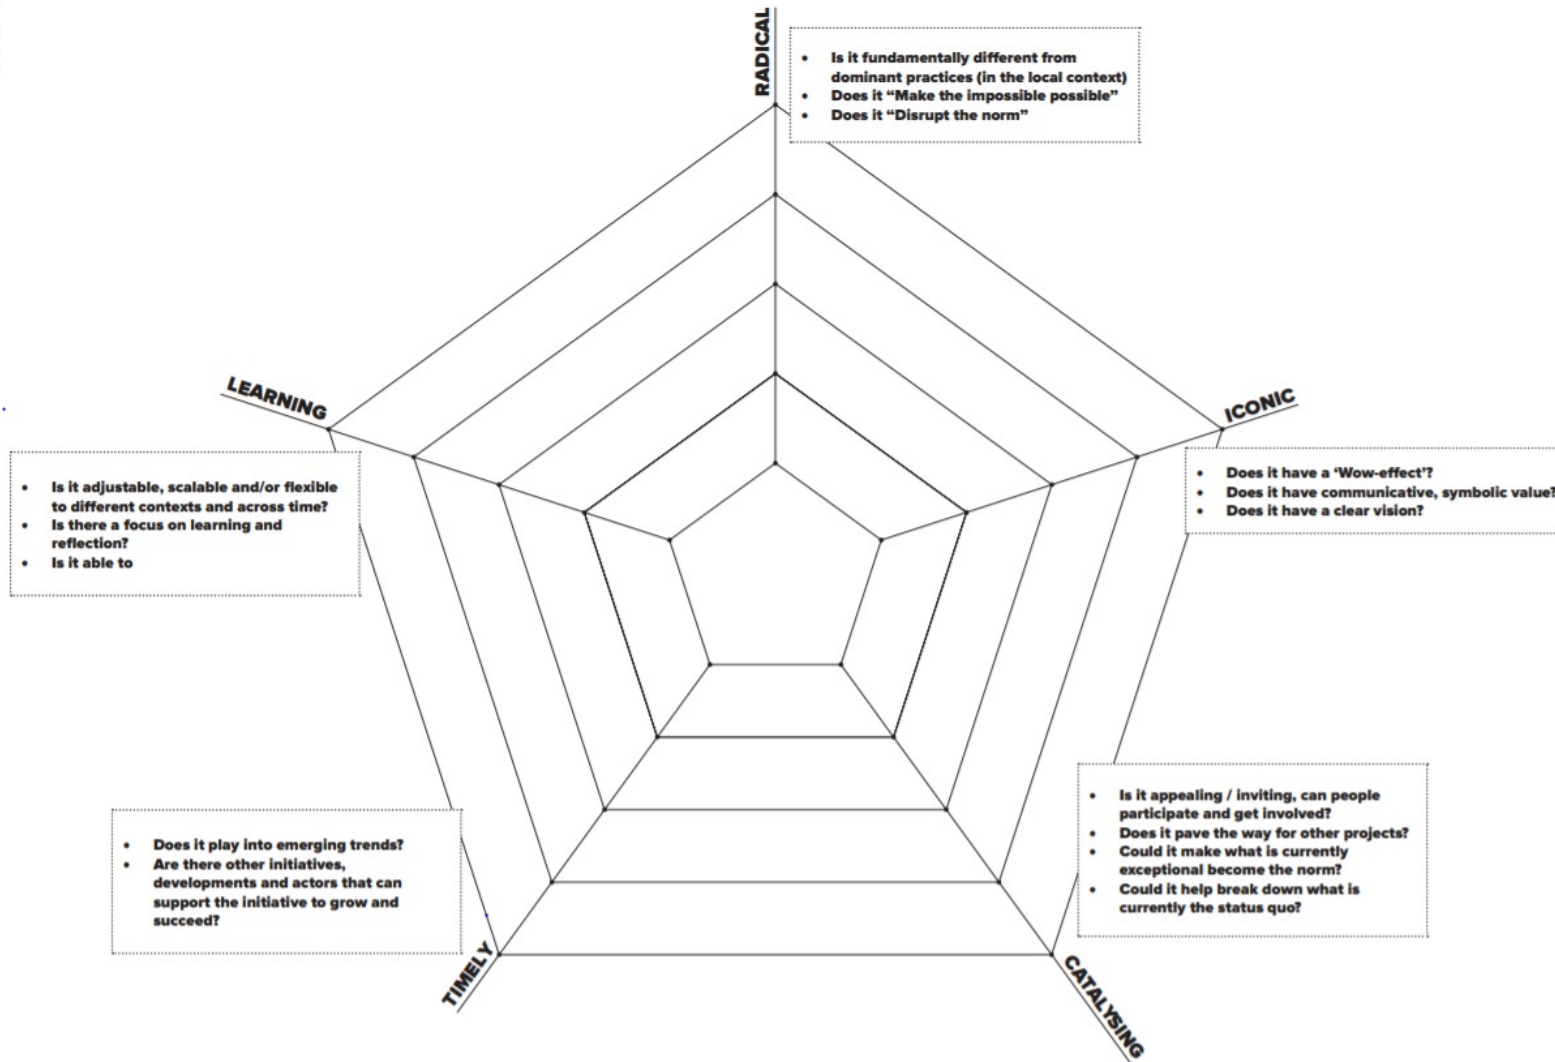 RADICAL
• Is it fundamentally different from
dominant practices (in the local context)
• Does it “Make the impossible possible”
• Does it “Disrupt the norm”
LEARNING
• Is it adjustable, scalable and/or flexible
to different contexts and across time?
• Is there a focus on learning and
reflection?
• Is it able to
ICONIC
• Does it have a ‘Wow-effect’?
• Does it have communicative, symbolic value?
• Does it have a clear vision?
TIMELY
• Does it play into emerging trends?
• Are there other initiatives,
developments and actors that can
support the initiative to grow and
succeed?
CATALYSING
• Is it appealing / inviting, can people
participate and get involved?
• Does it pave the way for other projects?
• Could it make what is currently
exceptional become the norm?
• Could it help break down what is
currently the status quo?